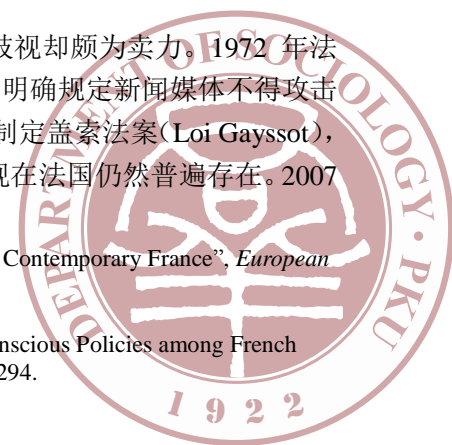 歧视却颇为卖力。1972 年法
明确规定新闻媒体不得攻击
制定盖索法案(Loi Gayssot)，
现在法国仍然普遍存在。2007
Contemporary France”, European
nscious Policies among French
294.
DEPARTMENT OF SOCIOLOGY · PKU
1922